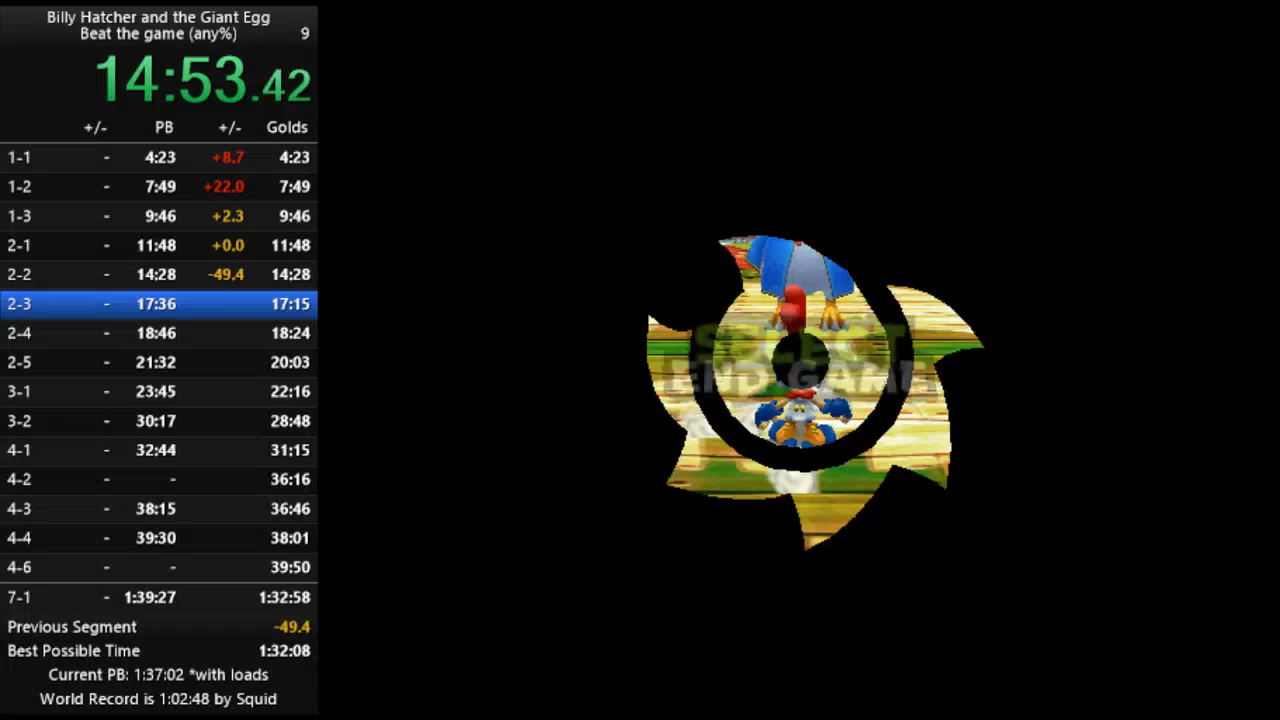 Billy Hatcher and the Giant Egg
Beat the game (any%) 9
14:53.42
+/- PB +/- Golds
1-1 - 4:23 +8.7 4:23
1-2 - 7:49 +22.0 7:49
1-3 - 9:46 +2.3 9:46
2-1 - 11:48 +0.0 11:48
2-2 - 14:28 -49.4 14:28
2-3 - 17:36 17:15
2-4 - 18:46 18:24
2-5 - 21:32 20:03
3-1 - 23:45 22:16
3-2 - 30:17 28:48
4-1 - 32:44 31:15
4-2 - - 36:16
4-3 - 38:15 36:46
4-4 - 39:30 38:01
4-6 - - 39:50
7-1 - 1:39:27 1:32:58
Previous Segment -49.4
Best Possible Time 1:32:08
Current PB: 1:37:02 *with loads
World Record is 1:02:48 by Squid
END GAME